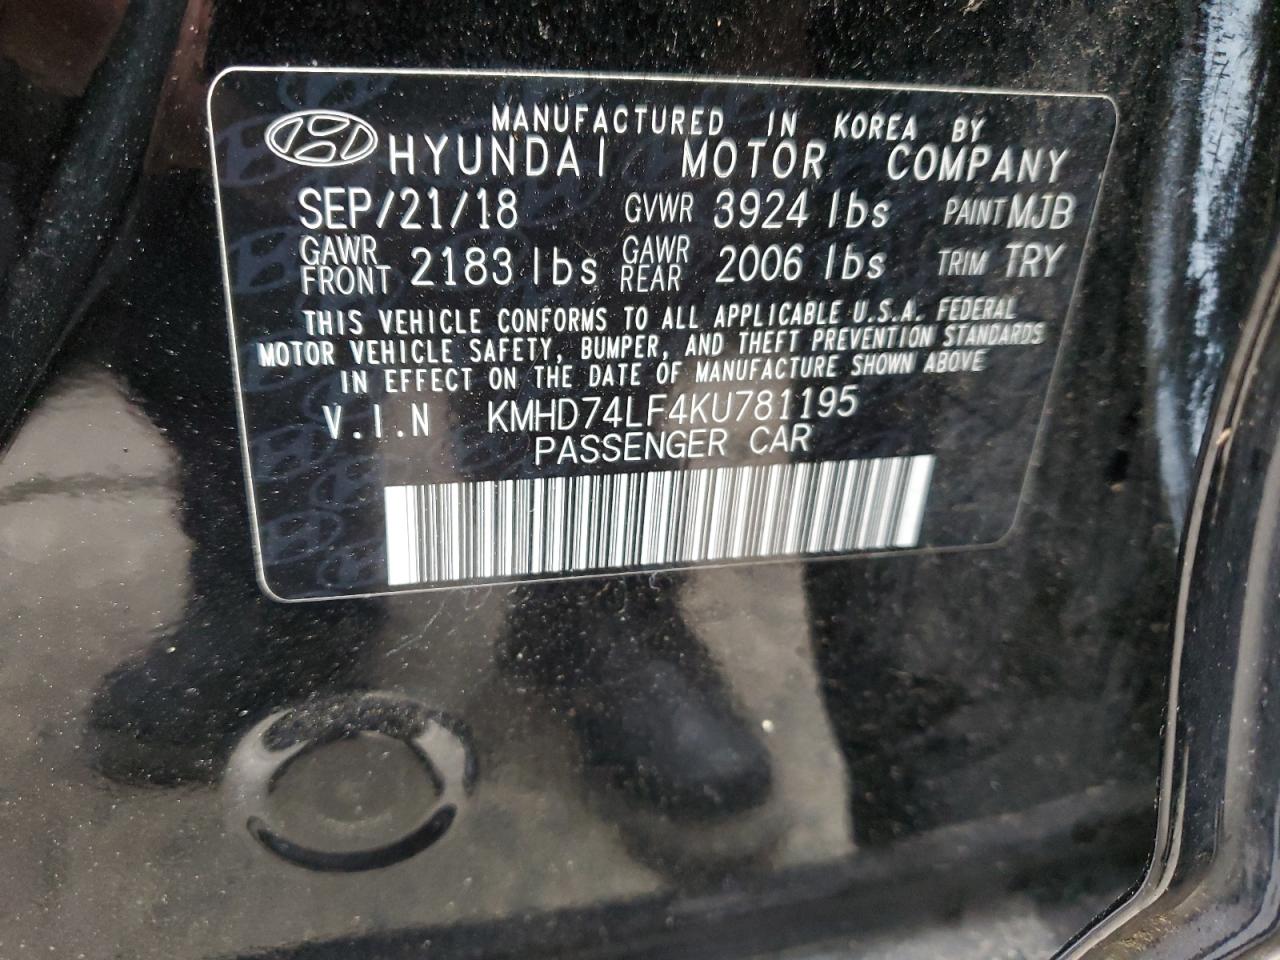 MANUFACTURED IN KOREA BY
HYUNDAI MOTOR COMPANY
SEP/21/18 GVWR 3924 lbs PAINT MJB
GAWR FRONT 2183 lbs GAWR REAR 2006 lbs TRIM TRY
THIS VEHICLE CONFORMS TO ALL APPLICABLE U.S.A. FEDERAL
MOTOR VEHICLE SAFETY, BUMPER, AND THEFT PREVENTION STANDARDS
IN EFFECT ON THE DATE OF MANUFACTURE SHOWN ABOVE
V.I.N KMHD74LF4KU781195
PASSENGER CAR